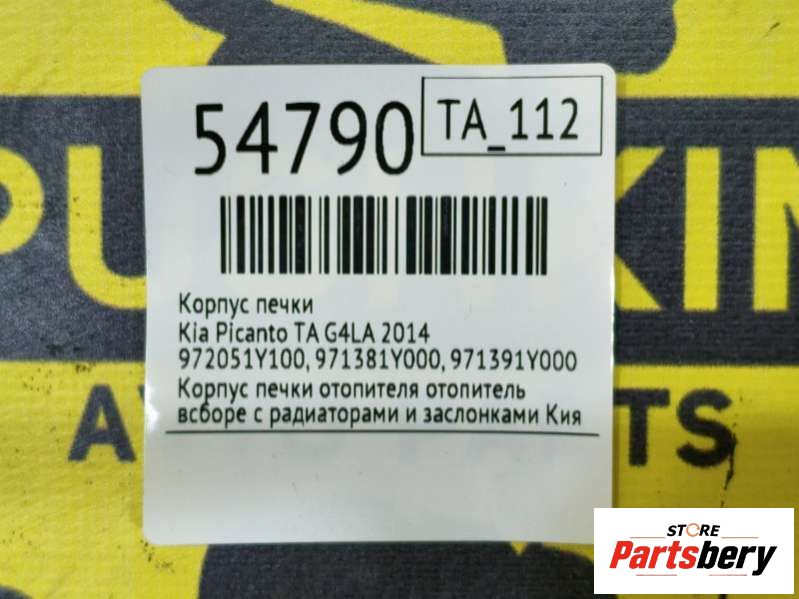 54790
TA_112
Корпус печки
Kia Picanto TA G4LA 2014
972051Y100, 971381Y000, 971391Y000
Корпус печки отопителя отопитель
всборе с радиаторами и заслонками Кия
STORE
Partsbery